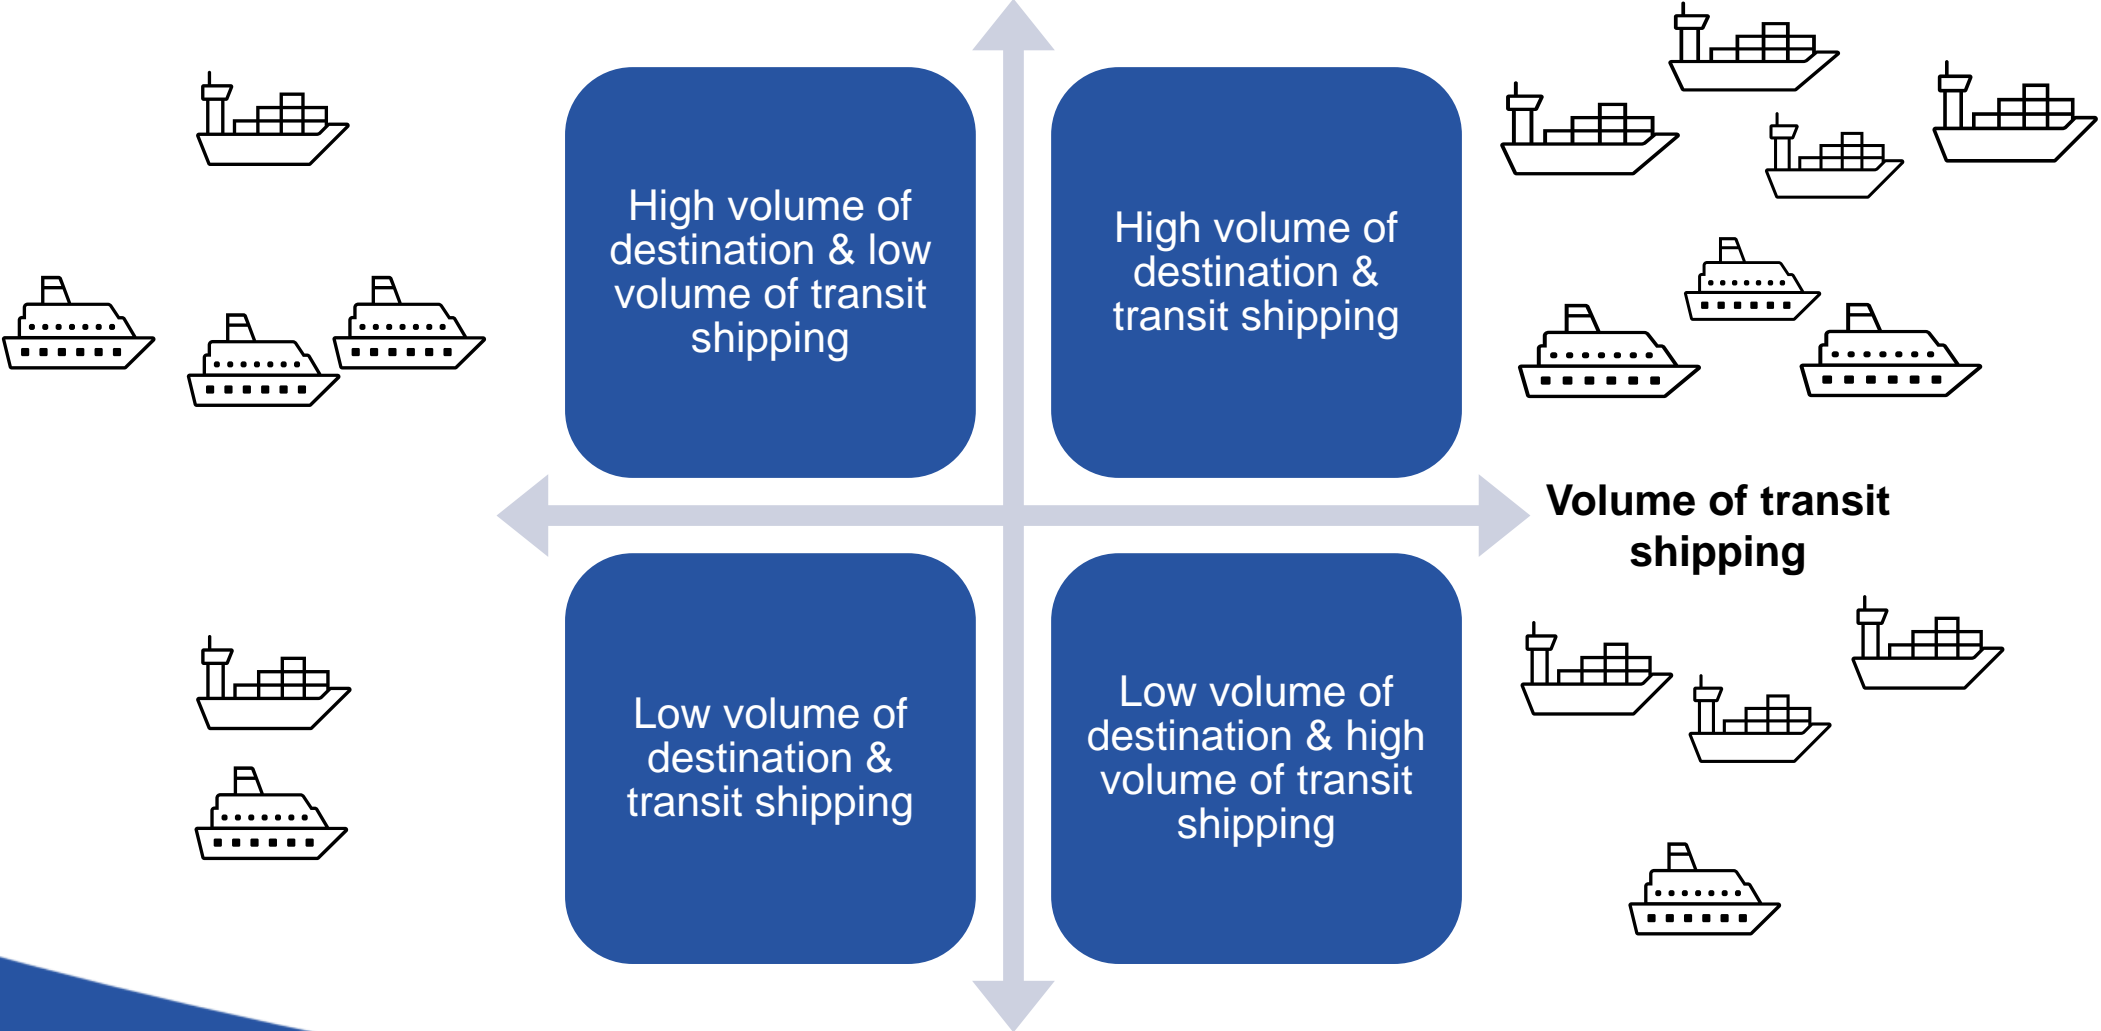 High volume of
destination & low
volume of transit
shipping
High volume of
destination &
transit shipping
Volume of transit
shipping
Low volume of
destination &
transit shipping
Low volume of
destination & high
volume of transit
shipping